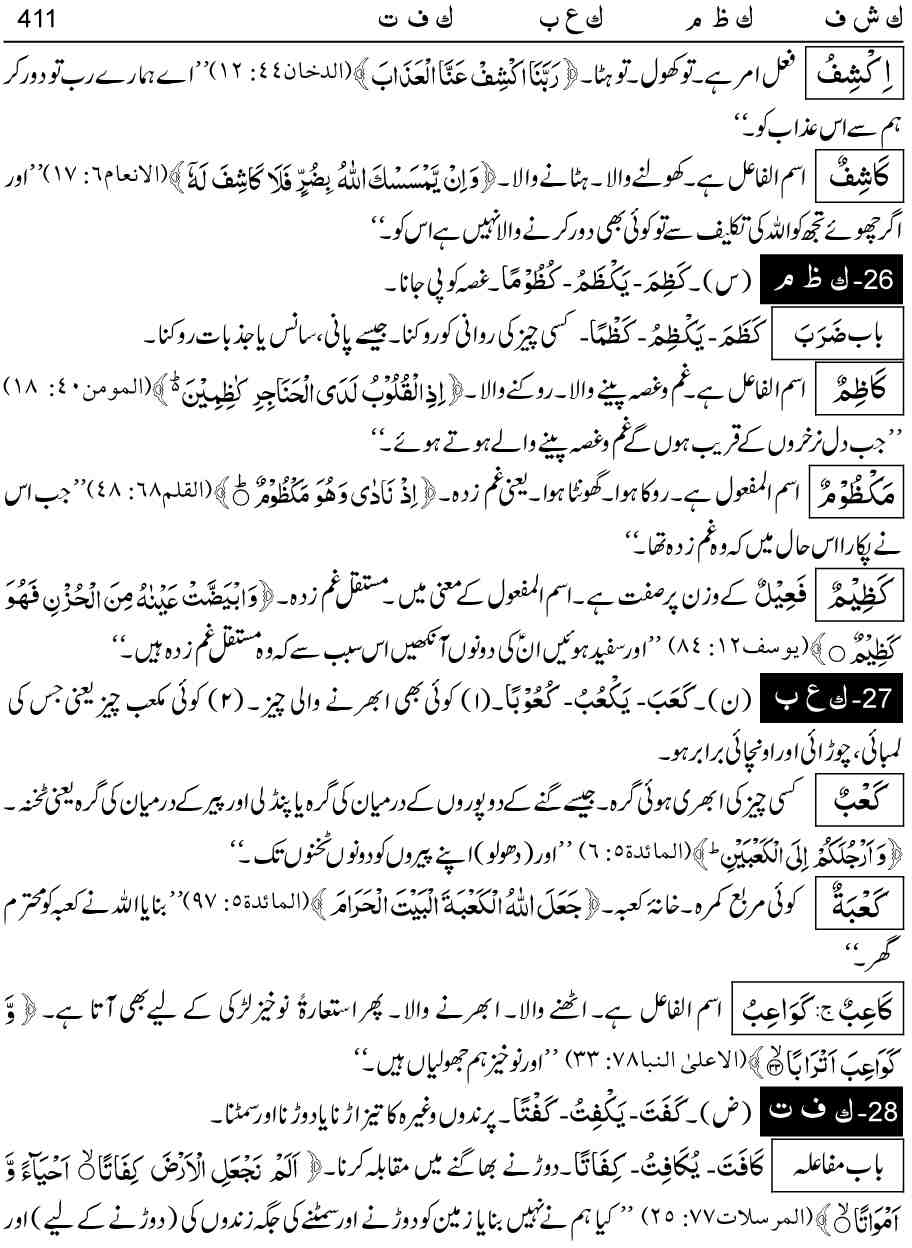 ك ش ف ك ظ م ك ع ب ك ف ت 411
اِكْشِفُ فعل امر ہے۔ تو کھول۔ تو ہٹا۔ ﴿رَبَّنَا اكْشِفْ عَنَّا الْعَذَابَ﴾ (الدخان٤٤: ١٢) ’’اے ہمارے رب تو دور کر
ہم سے اس عذاب کو۔‘‘
كَاشِفٌ اسم الفاعل ہے۔ کھولنے والا۔ ہٹانے والا۔ ﴿وَاِنْ يَّمْسَسْكَ اللّٰهُ بِضُرٍّ فَلَا كَاشِفَ لَهٗٓ﴾ (الانعام٦: ١٧) ’’اور
اگر چھوئے تجھ کو اللہ کی تکلیف سے تو کوئی بھی دور کرنے والا نہیں ہے اس کو۔‘‘
26- ك ظ م (س)۔ كَظِمَ- يَكْظَمُ- كُظُوْمًا۔ غصہ کو پی جانا۔
باب ضَرَبَ كَظَمَ- يَكْظِمُ- كَظْمًا- کسی چیز کی روانی کو روکنا۔ جیسے پانی، سانس یا جذبات روکنا۔
كَاظِمٌ اسم الفاعل ہے۔ غم و غصہ پینے والا۔ روکنے والا۔ ﴿اِذِ الْقُلُوْبُ لَدَى الْحَنَاجِرِ كٰظِمِيْنَ ۬ؕ﴾ (المومن٤٠: ١٨)
’’جب دل نرخروں کے قریب ہوں گے غم و غصہ پینے والے ہوتے ہوئے۔‘‘
مَكْظُوْمٌ اسم المفعول ہے۔ روکا ہوا۔ گھونٹا ہوا۔ یعنی غم زدہ۔ ﴿اِذْ نَادٰى وَهُوَ مَكْظُوْمٌ ؕ۝﴾ (القلم٦٨: ٤٨) ’’جب اس
نے پکارا اس حال میں کہ وہ غم زدہ تھا۔‘‘
كَظِيْمٌ فَعِيْلٌ کے وزن پر صفت ہے۔ اسم المفعول کے معنی میں۔ مستقل غم زدہ۔ ﴿وَابْيَضَّتْ عَيْنٰهُ مِنَ الْحُزْنِ فَهُوَ
كَظِيْمٌ ۝﴾ (یوسف١٢: ٨٤) ’’اور سفید ہوئیں انؑ کی دونوں آنکھیں اس سبب سے کہ وہ مستقل غم زدہ ہیں۔‘‘
27- ك ع ب (ن)۔ كَعَبَ- يَكْعُبُ- كُعُوْبًا۔ (۱) کوئی بھی ابھرنے والی چیز۔ (۲) کوئی مکعب چیز یعنی جس کی
لمبائی، چوڑائی اور اونچائی برابر ہو۔
كَعْبٌ کسی چیز کی ابھری ہوئی گرہ۔ جیسے گنے کے دو پوروں کے درمیان کی گرہ یا پنڈلی اور پیر کے درمیان کی گرہ یعنی ٹخنہ۔
﴿وَاَرْجُلَكُمْ اِلَى الْكَعْبَيْنِ ؕ﴾ (المائدة٥: ٦) ’’اور (دھولو) اپنے پیروں کو دونوں ٹخنوں تک۔‘‘
كَعْبَةٌ کوئی مربع کمرہ۔ خانۂ کعبہ۔ ﴿جَعَلَ اللّٰهُ الْكَعْبَةَ الْبَيْتَ الْحَرَامَ﴾ (المائدة٥: ٩٧) ’’بنایا اللہ نے کعبہ کو محترم
گھر۔‘‘
كَاعِبٌ ج: كَوَاعِبُ اسم الفاعل ہے۔ اٹھنے والا۔ ابھرنے والا۔ پھر استعارۃً نوخیز لڑکی کے لیے بھی آتا ہے۔ ﴿وَّ
كَوَاعِبَ اَتْرَابًا ۙ۝۳۳﴾ (الاعلیٰ النبا٧٨: ٣٣) ’’اور نوخیز ہم جھولیاں ہیں۔‘‘
28- ك ف ت (ض)۔ كَفَتَ- يَكْفِتُ- كَفْتًا۔ پرندوں وغیرہ کا تیز اڑنا یا دوڑنا اور سمٹنا۔
باب مفاعلہ كَافَتَ- يُكَافِتُ- كِفَاتًا۔ دوڑنے بھاگنے میں مقابلہ کرنا۔ ﴿اَلَمْ نَجْعَلِ الْاَرْضَ كِفَاتًا ۙ۝ اَحْيَآءً وَّ
اَمْوَاتًا ۙ۝﴾ (المرسلات٧٧: ٢٥) ’’کیا ہم نے نہیں بنایا زمین کو دوڑنے اور سمٹنے کی جگہ زندوں کی (دوڑنے کے لیے) اور